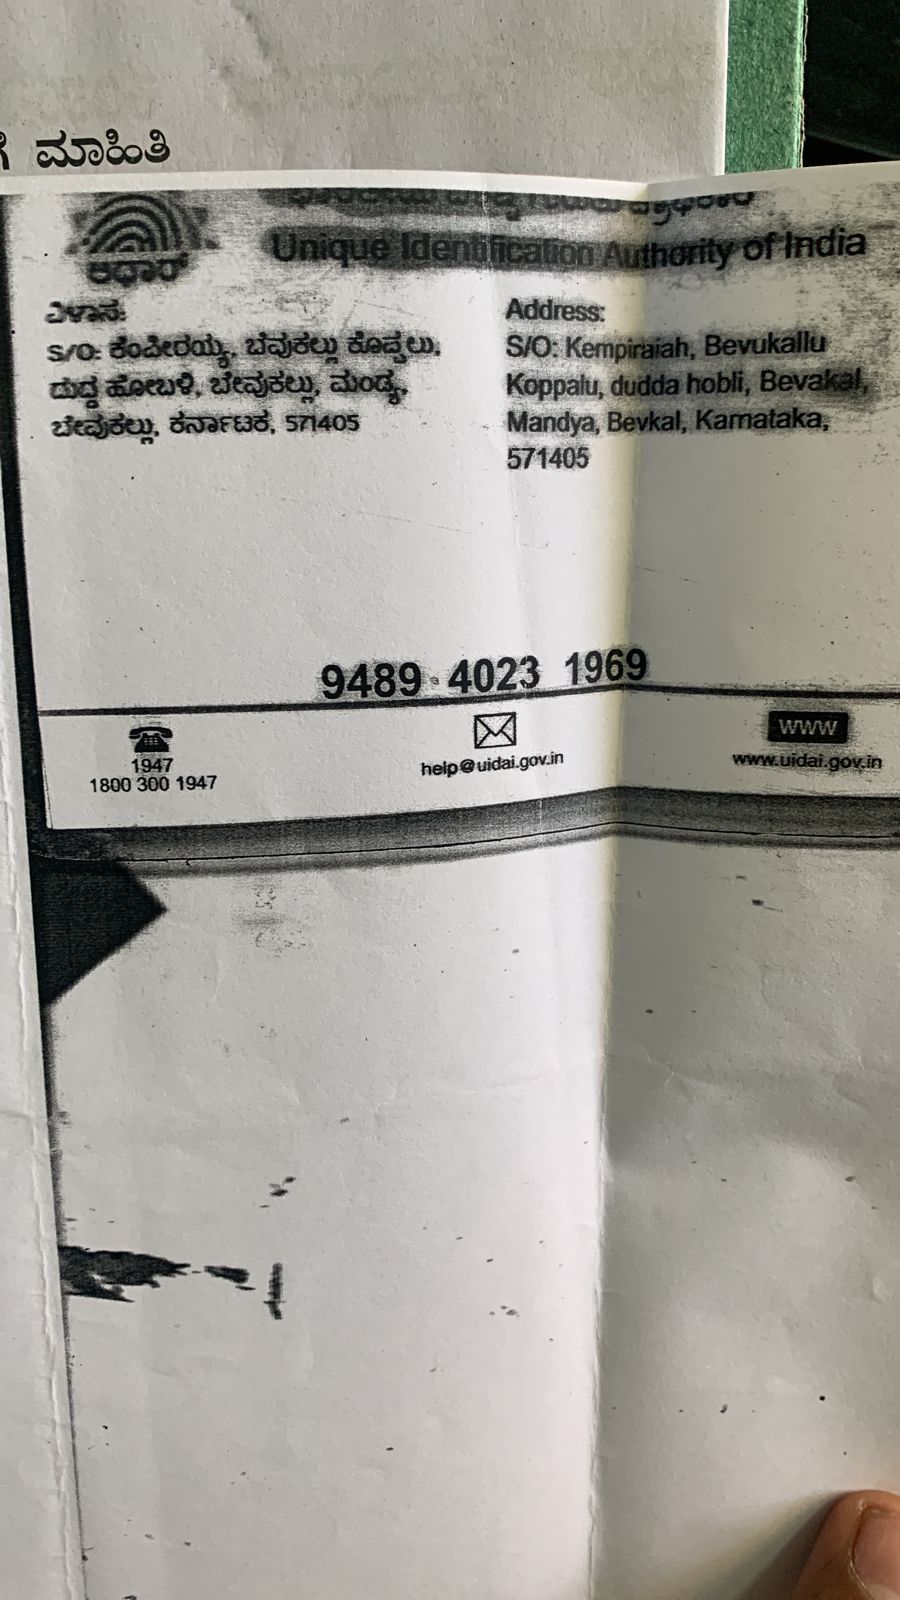 ಮಾಹಿತಿ
ಆಧಾರ್
Unique Identification Authority of India
ವಿಳಾಸ:
S/O: ಕೆಂಪೀರಯ್ಯ, ಬೆವುಕಲ್ಲು ಕೊಪ್ಪಲು,
ದುದ್ದ ಹೋಬಳಿ, ಬೇವುಕಲ್ಲು, ಮಂಡ್ಯ,
ಬೇವುಕಲ್ಲು, ಕರ್ನಾಟಕ, 571405
Address:
S/O: Kempiraiah, Bevukallu
Koppalu, dudda hobli, Bevakal,
Mandya, Bevkal, Karnataka,
571405
9489 4023 1969
1947
1800 300 1947
help@uidai.gov.in
www
www.uidai.gov.in